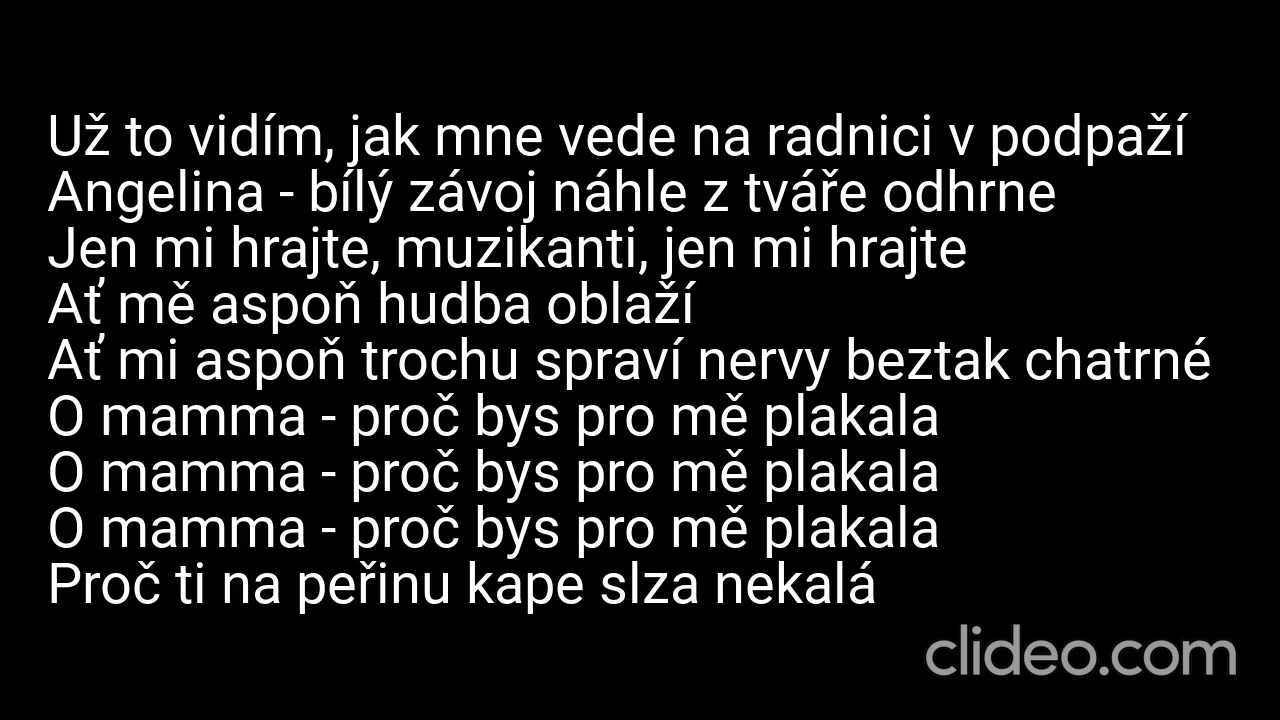 Už to vidím, jak mne vede na radnici v podpaží
Angelina - bílý závoj náhle z tváře odhrne
Jen mi hrajte, muzikanti, jen mi hrajte
Ať mě aspoň hudba oblaží
Ať mi aspoň trochu spraví nervy beztak chatrné
O mamma - proč bys pro mě plakala
O mamma - proč bys pro mě plakala
O mamma - proč bys pro mě plakala
Proč ti na peřinu kape slza nekalá
clideo.com